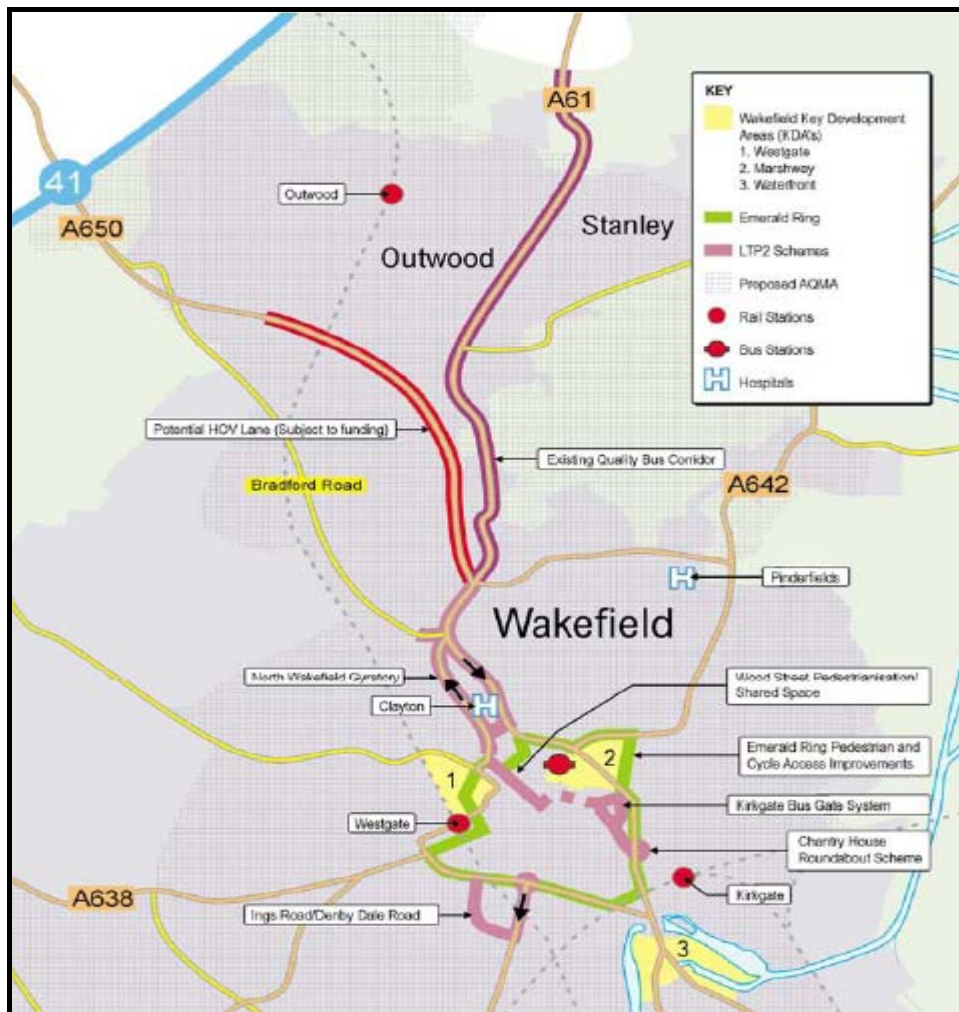 A61
KEY
Wakefield Key Development
Areas (KDA's)
1. Westgate
2. Marshway
3. Waterfront
Emerald Ring
LTP2 Schemes
Proposed AQMA
Rail Stations
Bus Stations
Hospitals
41
A650
Outwood
Outwood
Stanley
Potential HOV Lane (Subject to funding)
Existing Quality Bus Corridor
Bradford Road
A642
H
Pinderfields
Wakefield
North Wakefield Gyratory
Clayton
H
Wood Street Pedestrianisation/
Shared Space
Emerald Ring Pedestrian and
Cycle Access Improvements
1
2
Kirkgate Bus Gate System
Westgate
Chantry House
Roundabout Scheme
A638
Kirkgate
Ings Road/Denby Dale Road
3